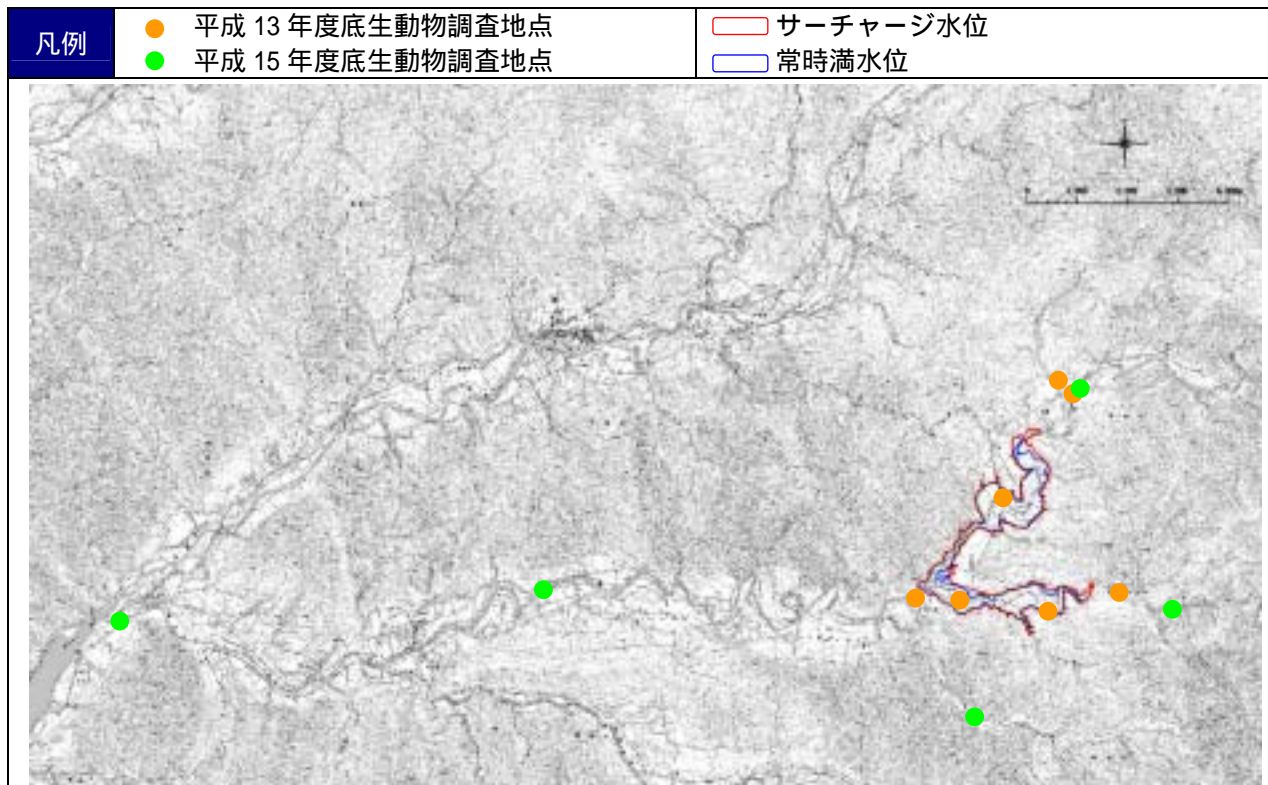 凡例
平成 13 年度底生動物調査地点
平成 15 年度底生動物調査地点
サーチャージ水位
常時満水位